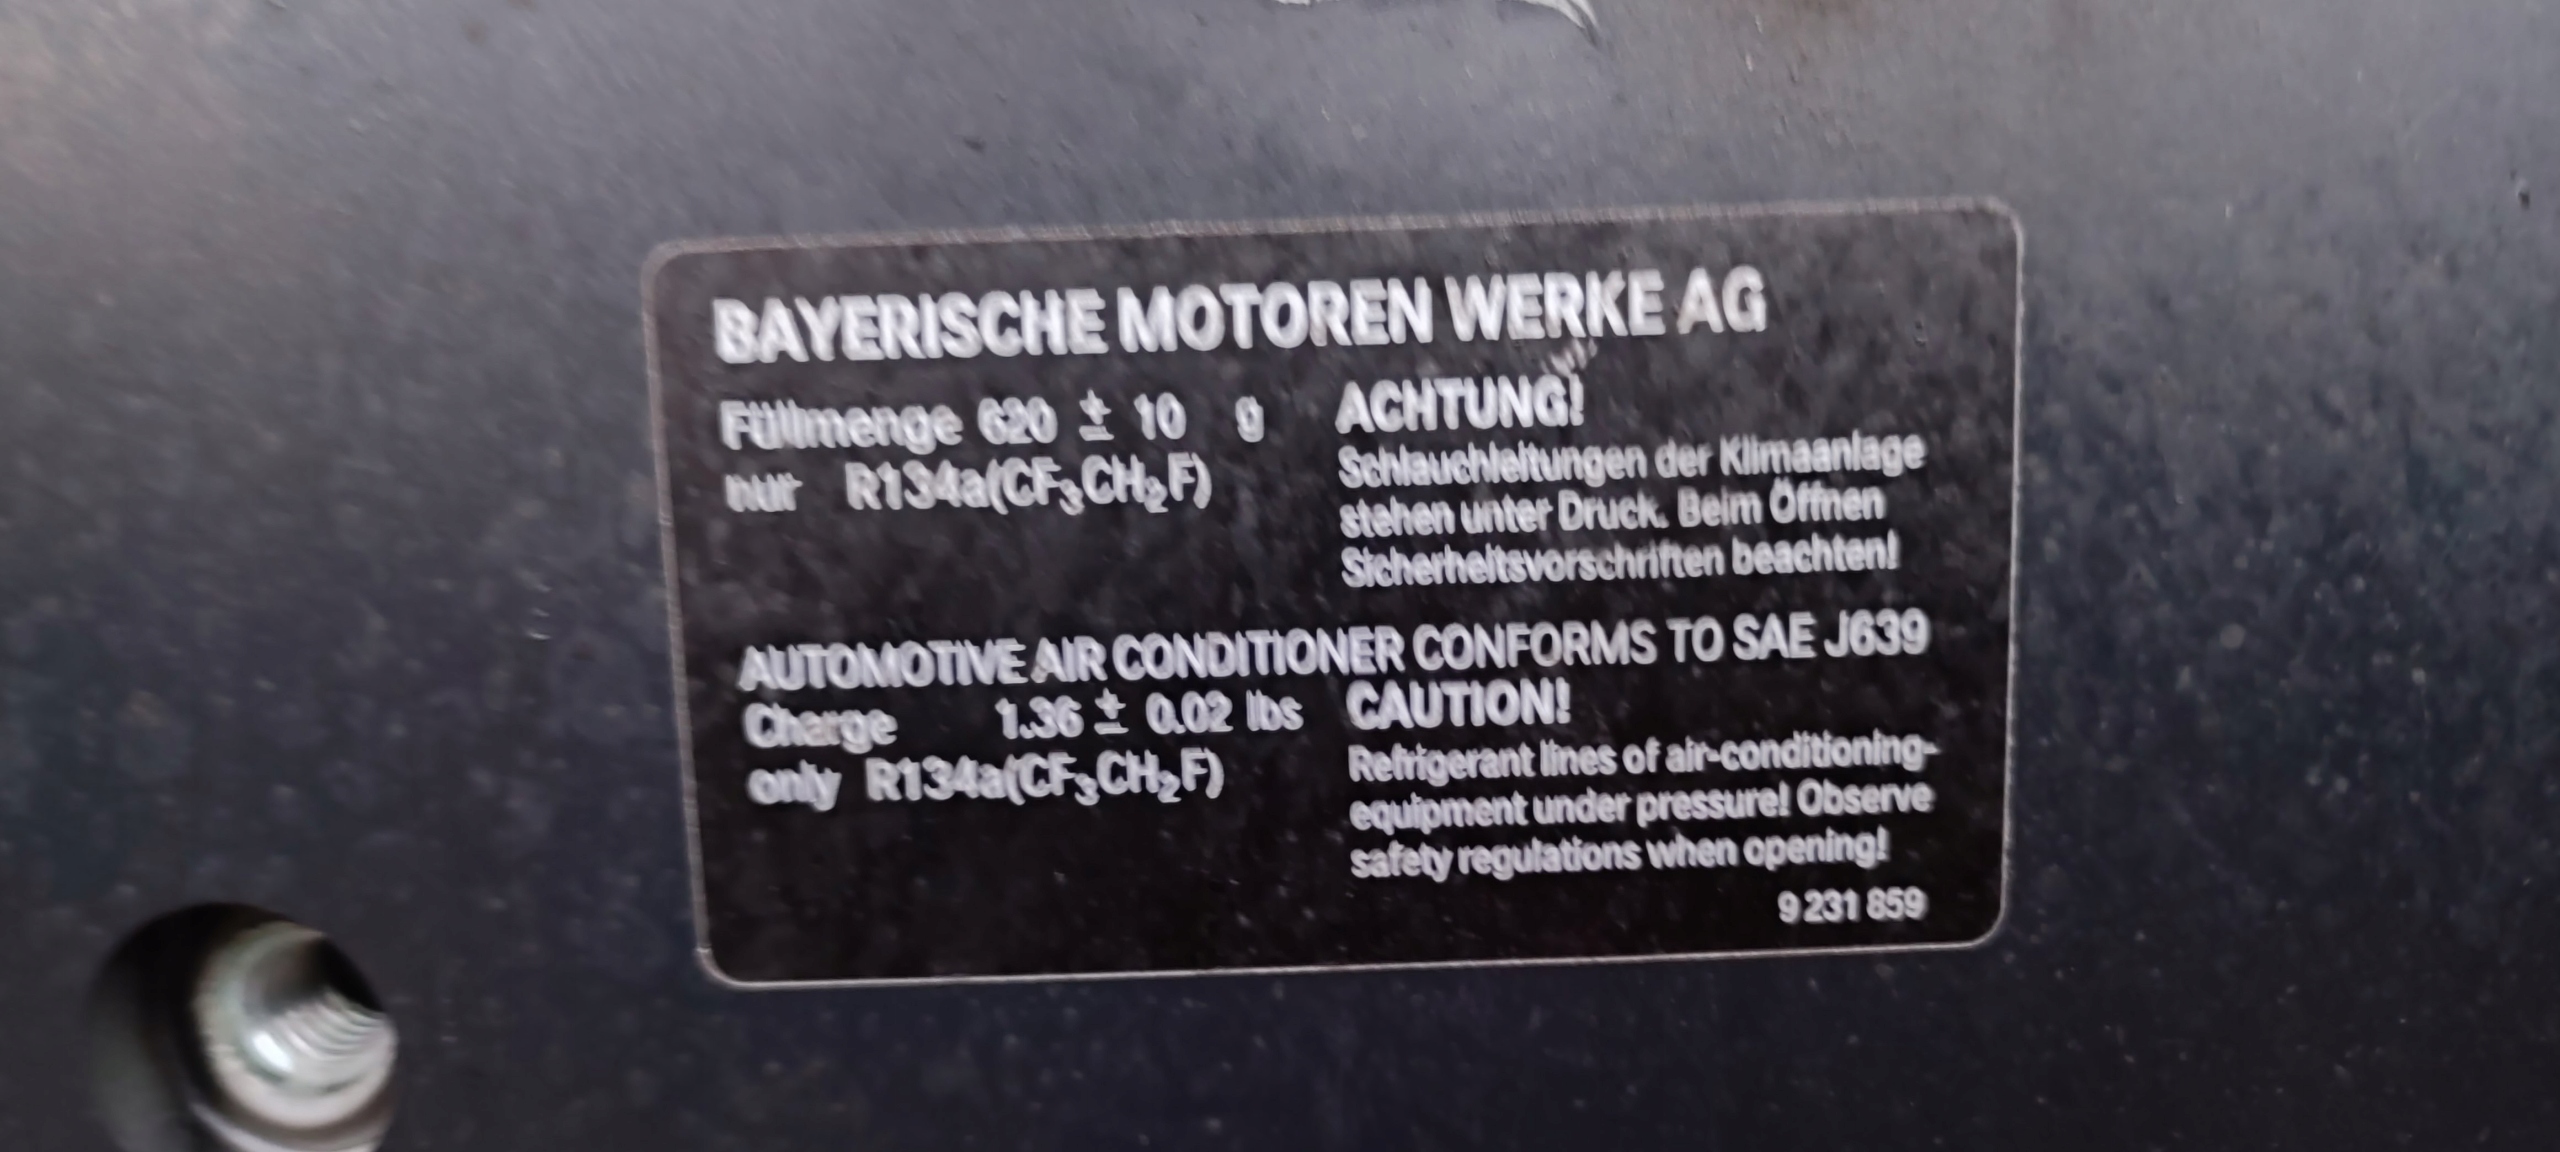 BAYERISCHE MOTOREN WERKE AG
Füllmenge 620 ± 10 g
nur R134a(CF₃CH₂F)
ACHTUNG!
Schlauchleitungen der Klimaanlage
stehen unter Druck. Beim Öffnen
Sicherheitsvorschriften beachten!
AUTOMOTIVE AIR CONDITIONER CONFORMS TO SAE J639
Charge 1.36 ± 0.02 lbs
only R134a(CF₃CH₂F)
CAUTION!
Refrigerant lines of air-conditioning-
equipment under pressure! Observe
safety regulations when opening!
9 231 859